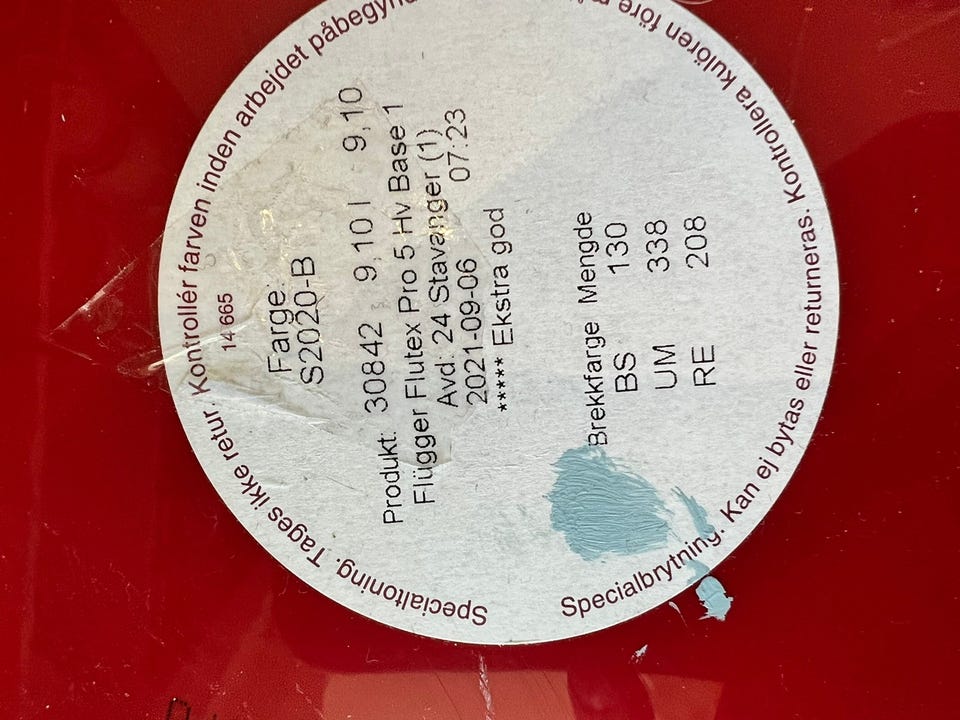 Specialtoning. Tages ikke retur. Kontrollér farven inden arbejdet
14 665
Farge:
S2020-B
Produkt: 30842 9,10 l 9,10
Flügger Flutex Pro 5 Hv Base 1
Avd: 24 Stavanger (1)
2021-09-06 07:23
***** Ekstra god
Brekkfarge Mengde
BS 130
UM 338
RE 208
Specialbrytning. Kan ej bytas eller returneras. Kontrollera kulören före